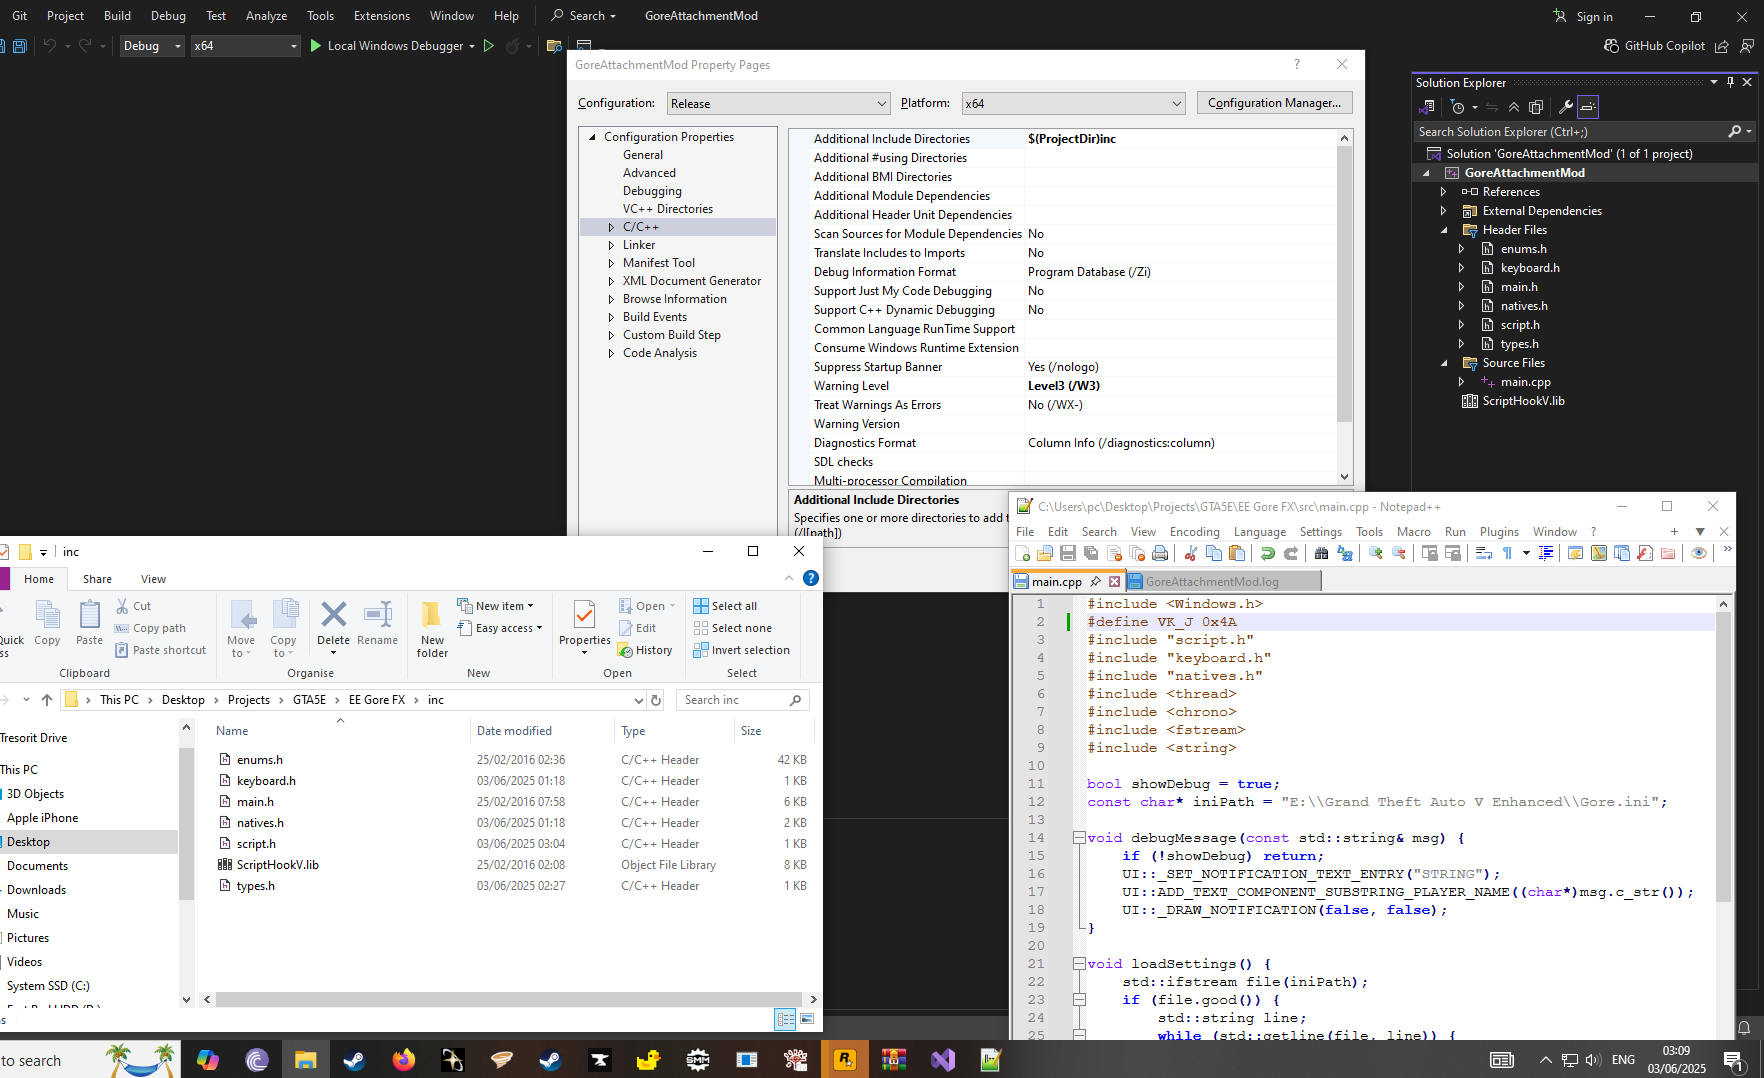 Git Project Build Debug Test Analyze Tools Extensions Window Help Search GoreAttachmentMod Sign in
Debug x64 Local Windows Debugger GitHub Copilot
GoreAttachmentMod Property Pages ?
Configuration: Release Platform: x64 Configuration Manager...
Configuration Properties
General
Advanced
Debugging
VC++ Directories
C/C++
Linker
Manifest Tool
XML Document Generator
Browse Information
Build Events
Custom Build Step
Code Analysis
Additional Include Directories $(ProjectDir)inc
Additional #using Directories
Additional BMI Directories
Additional Module Dependencies
Additional Header Unit Dependencies
Scan Sources for Module Dependencies No
Translate Includes to Imports No
Debug Information Format Program Database (/Zi)
Support Just My Code Debugging No
Support C++ Dynamic Debugging No
Common Language RunTime Support
Consume Windows Runtime Extension
Suppress Startup Banner Yes (/nologo)
Warning Level Level3 (/W3)
Treat Warnings As Errors No (/WX-)
Warning Version
Diagnostics Format Column Info (/diagnostics:column)
SDL checks
Multi-processor Compilation
Additional Include Directories
Specifies one or more directories to add t
(/I[path])
Solution Explorer
Search Solution Explorer (Ctrl+;)
Solution 'GoreAttachmentMod' (1 of 1 project)
GoreAttachmentMod
References
External Dependencies
Header Files
enums.h
keyboard.h
main.h
natives.h
script.h
types.h
Source Files
main.cpp
ScriptHookV.lib
inc
Home Share View
Quick Copy Paste Cut
Copy path
Paste shortcut
Move to Copy to Delete Rename
New folder New item
Easy access
Properties Open
Edit
History
Select all
Select none
Invert selection
Clipboard Organise New Open Select
This PC Desktop Projects GTA5E EE Gore FX inc Search inc
Tresorit Drive
This PC
3D Objects
Apple iPhone
Desktop
Documents
Downloads
Music
Pictures
Videos
System SSD (C:)
Name Date modified Type Size
enums.h 25/02/2016 02:36 C/C++ Header 42 KB
keyboard.h 03/06/2025 01:18 C/C++ Header 1 KB
main.h 25/02/2016 07:58 C/C++ Header 6 KB
natives.h 03/06/2025 01:18 C/C++ Header 2 KB
script.h 03/06/2025 03:04 C/C++ Header 1 KB
ScriptHookV.lib 25/02/2016 02:08 Object File Library 8 KB
types.h 03/06/2025 02:27 C/C++ Header 1 KB
C:\Users\pc\Desktop\Projects\GTA5E\EE Gore FX\src\main.cpp - Notepad++
File Edit Search View Encoding Language Settings Tools Macro Run Plugins Window ?
main.cpp GoreAttachmentMod.log
1 #include <Windows.h>
2 #define VK_J 0x4A
3 #include "script.h"
4 #include "keyboard.h"
5 #include "natives.h"
6 #include <thread>
7 #include <chrono>
8 #include <fstream>
9 #include <string>
10
11 bool showDebug = true;
12 const char* iniPath = "E:\\Grand Theft Auto V Enhanced\\Gore.ini";
13
14 void debugMessage(const std::string& msg) {
15 if (!showDebug) return;
16 UI::_SET_NOTIFICATION_TEXT_ENTRY("STRING");
17 UI::ADD_TEXT_COMPONENT_SUBSTRING_PLAYER_NAME((char*)msg.c_str());
18 UI::_DRAW_NOTIFICATION(false, false);
19 }
20
21 void loadSettings() {
22 std::ifstream file(iniPath);
23 if (file.good()) {
24 std::string line;
25 while (std::getline(file, line)) {
to search
SMM
R
ENG 03:09
03/06/2025
1